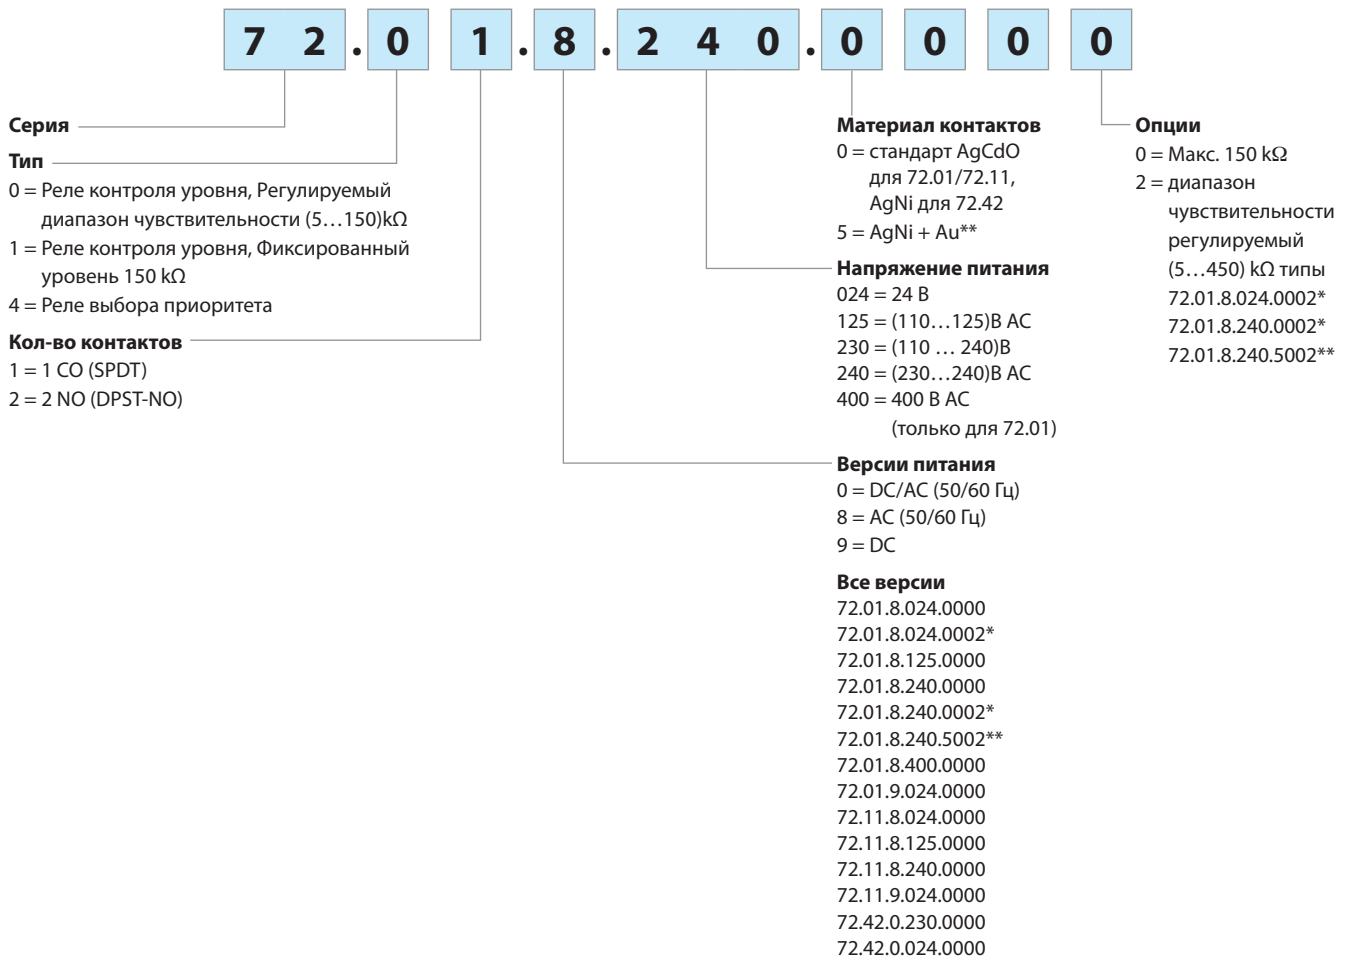 7 2 . 0 1 . 8 . 2 4 0 . 0 0 0 0
Серия
Тип
0 = Реле контроля уровня, Регулируемый
диапазон чувствительности (5…150)kΩ
1 = Реле контроля уровня, Фиксированный
уровень 150 kΩ
4 = Реле выбора приоритета
Кол-во контактов
1 = 1 CO (SPDT)
2 = 2 NO (DPST-NO)
Материал контактов
0 = стандарт AgCdO
для 72.01/72.11,
AgNi для 72.42
5 = AgNi + Au**
Напряжение питания
024 = 24 В
125 = (110…125)В AC
230 = (110 … 240)В
240 = (230…240)В AC
400 = 400 В AC
(только для 72.01)
Версии питания
0 = DC/AC (50/60 Гц)
8 = AC (50/60 Гц)
9 = DC
Все версии
72.01.8.024.0000
72.01.8.024.0002*
72.01.8.125.0000
72.01.8.240.0000
72.01.8.240.0002*
72.01.8.240.5002**
72.01.8.400.0000
72.01.9.024.0000
72.11.8.024.0000
72.11.8.125.0000
72.11.8.240.0000
72.11.9.024.0000
72.42.0.230.0000
72.42.0.024.0000
Опции
0 = Макс. 150 kΩ
2 = диапазон
чувствительности
регулируемый
(5…450) kΩ типы
72.01.8.024.0002*
72.01.8.240.0002*
72.01.8.240.5002**